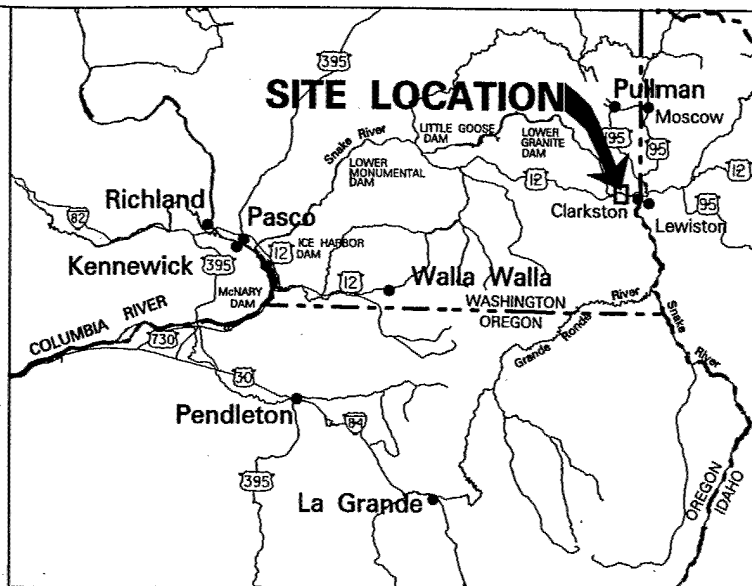 395
SITE LOCATION
Pullman
Moscow
95
95
LITTLE GOOSE
DAM
LOWER
GRANITE
DAM
Snake River
LOWER
MONUMENTAL
DAM
12
12
95
Clarkston
Lewiston
Richland
82
Pasco
12
ICE HARBOR
DAM
Kennewick
395
McNARY
DAM
12
Walla Walla
WASHINGTON
OREGON
Grande Ronde River
Snake River
COLUMBIA RIVER
730
30
Pendleton
84
395
La Grande
OREGON
IDAHO